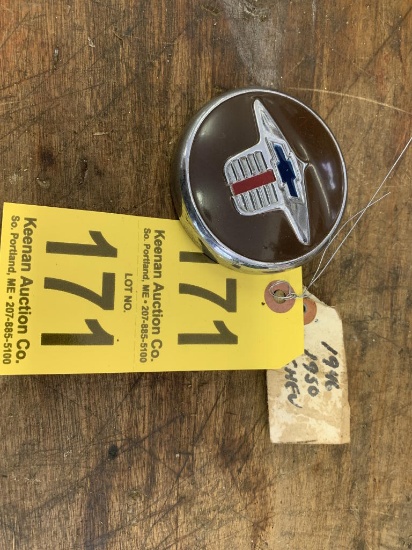 Keenan Auction Co.
So. Portland, ME • 207-885-5100
171
LOT NO.
Keenan Auction Co.
So. Portland, ME • 207-885-5100
171
1946
1950
CHEV